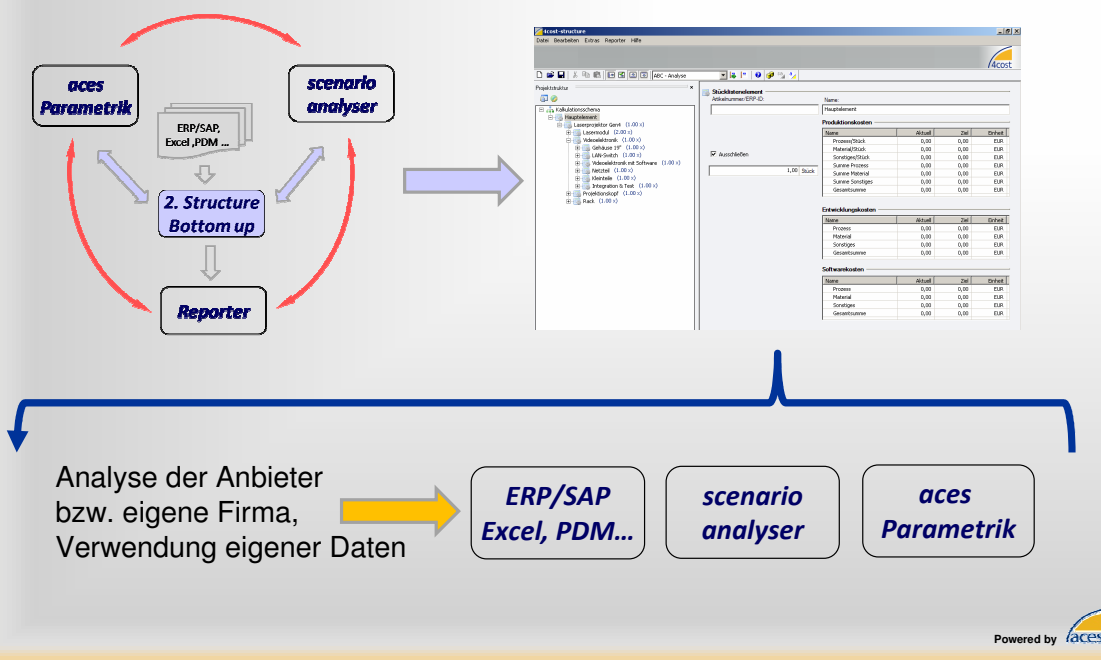 aces
Parametrik
scenario
analyser
ERP/SAP,
Excel ,PDM ...
2. Structure
Bottom up
Reporter
4cost-structure
Datei Bearbeiten Extras Reporter Hilfe
4cost
ABC - Analyse
Projektstruktur
Kalkulationsschema
Hauptelement
Laserprojektor Gen4 (1.00 x)
Lasermodul (2.00 x)
Videoelektronik (1.00 x)
Gehäuse 19" (1.00 x)
LAN-Switch (1.00 x)
Videoelektronik mit Software (1.00 x)
Netzteil (1.00 x)
Kleinteile (1.00 x)
Integration & Test (1.00 x)
Projektionskopf (1.00 x)
Rack (1.00 x)
Stücklistenelement
Artikelnummer/ERP-ID:
Name:
Hauptelement
Ausschließen
1,00 Stück
Produktionskosten
Name Aktuell Ziel Einheit
Prozess/Stück 0,00 0,00 EUR
Material/Stück 0,00 0,00 EUR
Sonstiges/Stück 0,00 0,00 EUR
Summe Prozess 0,00 0,00 EUR
Summe Material 0,00 0,00 EUR
Summe Sonstiges 0,00 0,00 EUR
Gesamtsumme 0,00 0,00 EUR
Entwicklungskosten
Name Aktuell Ziel Einheit
Prozess 0,00 0,00 EUR
Material 0,00 0,00 EUR
Sonstiges 0,00 0,00 EUR
Gesamtsumme 0,00 0,00 EUR
Softwarekosten
Name Aktuell Ziel Einheit
Prozess 0,00 0,00 EUR
Material 0,00 0,00 EUR
Sonstiges 0,00 0,00 EUR
Gesamtsumme 0,00 0,00 EUR
Analyse der Anbieter
bzw. eigene Firma,
Verwendung eigener Daten
ERP/SAP
Excel, PDM...
scenario
analyser
aces
Parametrik
Powered by aces